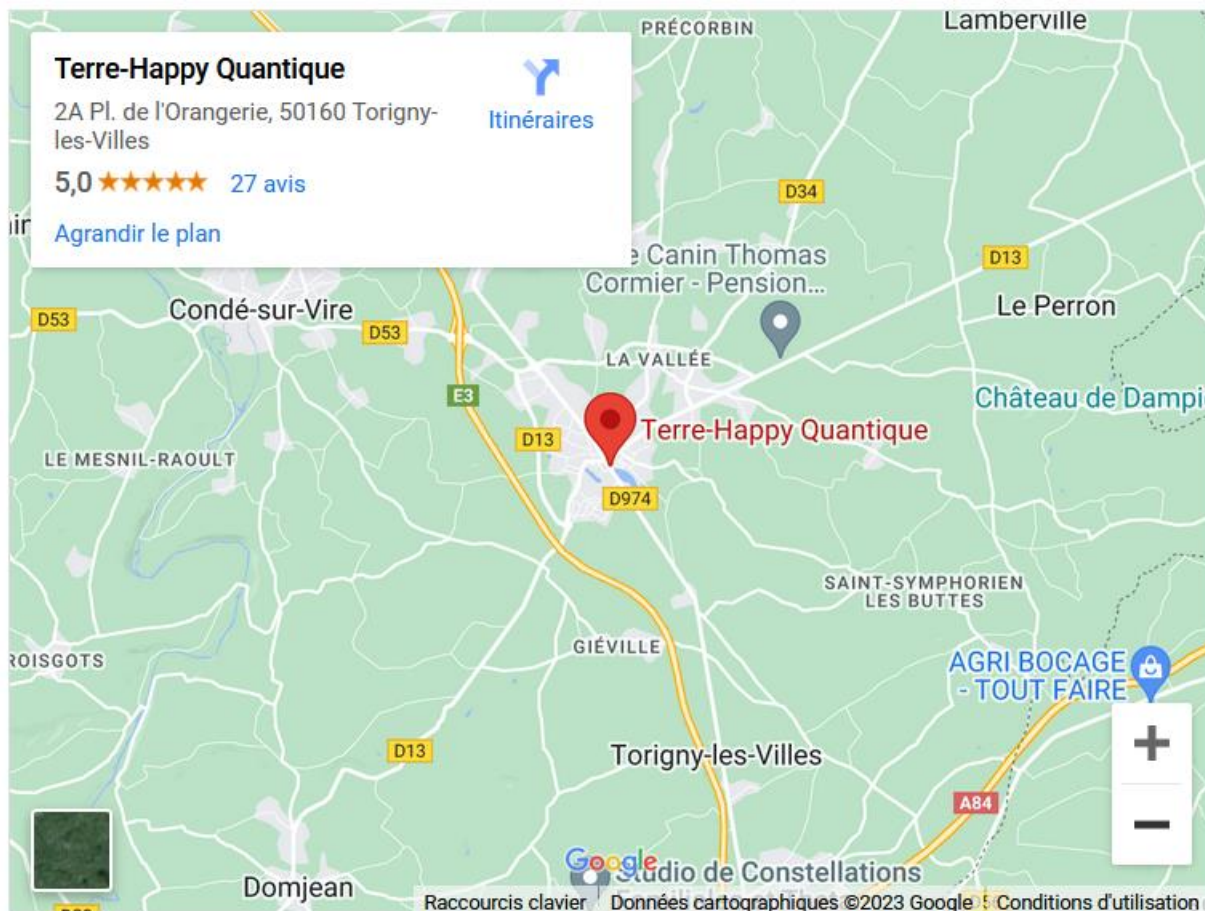 PRÉCORBIN
Lamberville
Terre-Happy Quantique
2A Pl. de l'Orangerie, 50160 Torigny-
les-Villes
Itinéraires
5,0 ★★★★★ 27 avis
Agrandir le plan
D34
Canin Thomas
Cormier - Pension...
D13
Le Perron
Condé-sur-Vire
D53
D53
LA VALLÉE
E3
Château de
Terre-Happy Quantique
D13
LE MESNIL-RAOULT
D974
SAINT-SYMPHORIEN
LES BUTTES
GIÉVILLE
ROISGOTS
AGRI BOCAGE
- TOUT FAIRE
+
D13
Torigny-les-Villes
A84
−
Google
Studio de Constellations
Domjean
Raccourcis clavier
Données cartographiques ©2023 Google
Conditions d'utilisation